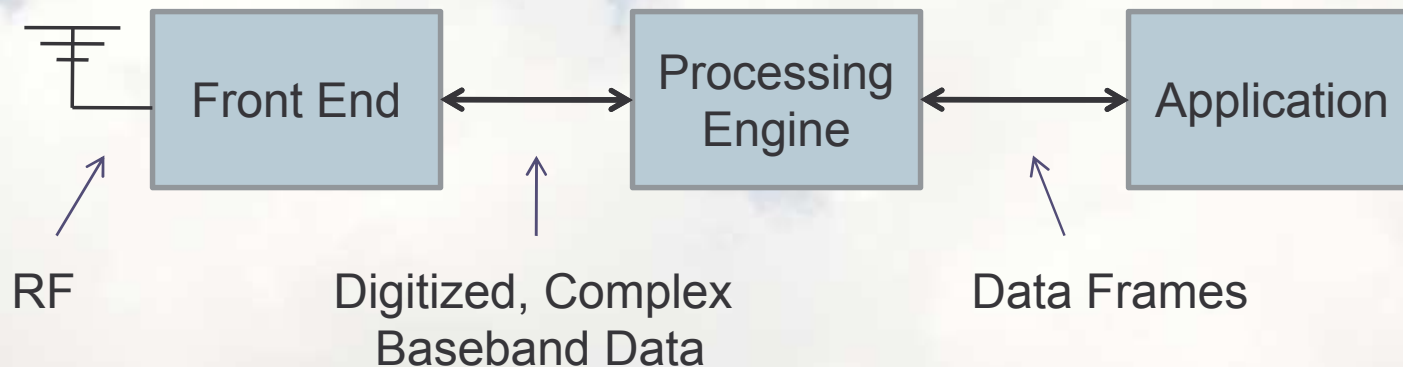 Front End
Processing
Engine
Application
RF
Digitized, Complex
Baseband Data
Data Frames